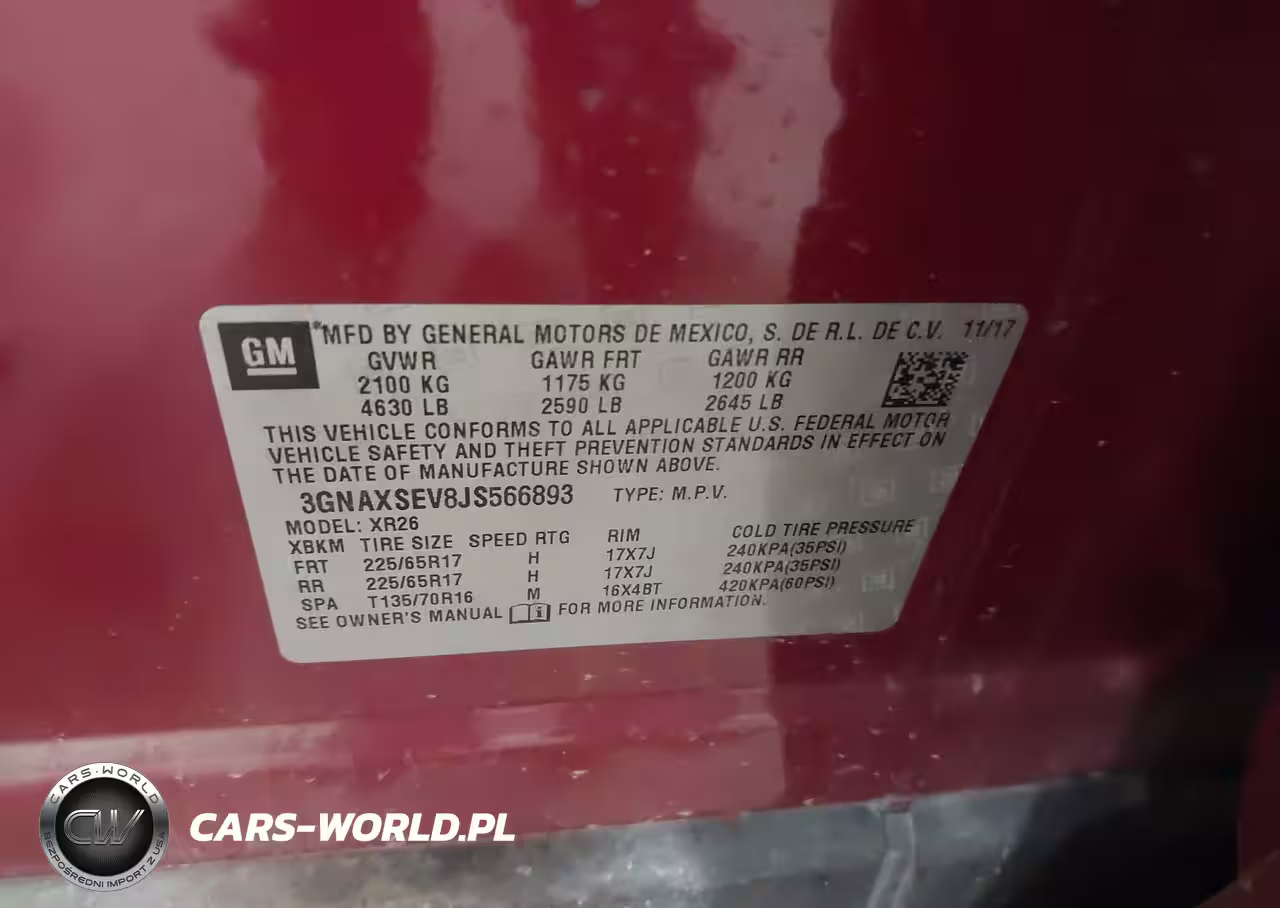 GM
MFD BY GENERAL MOTORS DE MEXICO, S. DE R.L. DE C.V. 11/17
GVWR GAWR FRT GAWR RR
2100 KG 1175 KG 1200 KG
4630 LB 2590 LB 2645 LB
THIS VEHICLE CONFORMS TO ALL APPLICABLE U.S. FEDERAL MOTOR
VEHICLE SAFETY AND THEFT PREVENTION STANDARDS IN EFFECT ON
THE DATE OF MANUFACTURE SHOWN ABOVE.
3GNAXSEV8JS566893 TYPE: M.P.V.
MODEL: XR26
XBKM TIRE SIZE SPEED RTG RIM COLD TIRE PRESSURE
FRT 225/65R17 H 17X7J 240KPA(35PSI)
RR 225/65R17 H 17X7J 240KPA(35PSI)
SPA T135/70R16 M 16X4BT 420KPA(60PSI)
SEE OWNER'S MANUAL FOR MORE INFORMATION.
CARS-WORLD
CW
BEZPOŚREDNI IMPORT Z USA
CARS-WORLD.PL